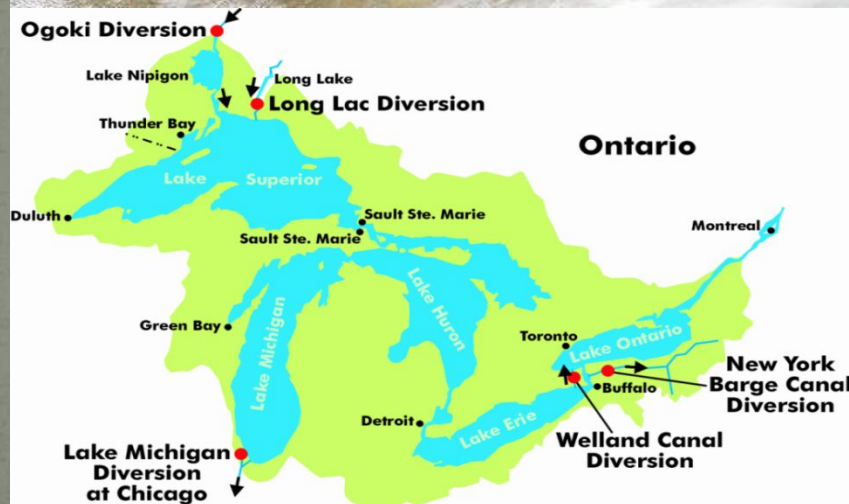 Ogoki Diversion
Lake Nipigon
Long Lake
Long Lac Diversion
Thunder Bay
Ontario
Lake
Superior
Duluth
Sault Ste. Marie
Sault Ste. Marie
Montreal
Green Bay
Lake Michigan
Lake Huron
Toronto
Lake Ontario
Buffalo
New York
Barge Canal
Diversion
Detroit
Lake Erie
Welland Canal
Diversion
Lake Michigan
Diversion
at Chicago